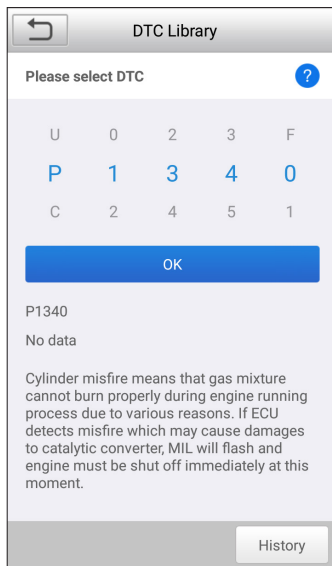 DTC Library
Please select DTC
?
U 0 2 3 F
P 1 3 4 0
C 2 4 5 1
OK
P1340
No data
Cylinder misfire means that gas mixture
cannot burn properly during engine running
process due to various reasons. If ECU
detects misfire which may cause damages
to catalytic converter, MIL will flash and
engine must be shut off immediately at this
moment.
History